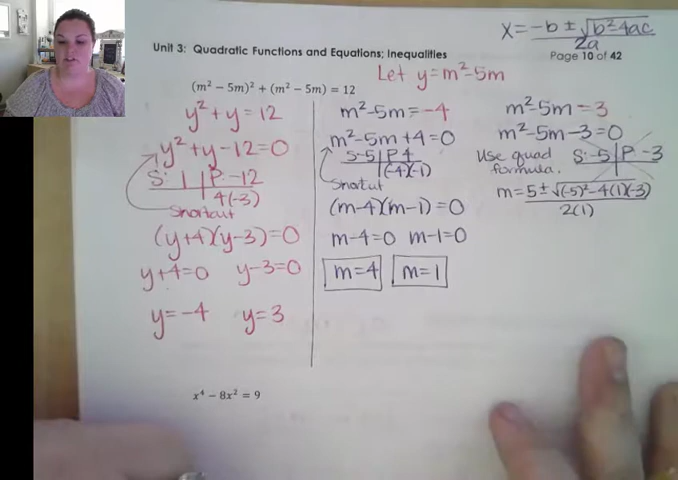 x = -b ± √b²-4ac
2a
Unit 3: Quadratic Functions and Equations; Inequalities
Page 10 of 42
Let y = m²-5m
(m² – 5m)² + (m² – 5m) = 12
y² + y = 12
y² + y - 12 = 0
S: 1 | P: -12
4(-3)
Shortcut
(y+4)(y-3) = 0
y+4=0 y-3=0
y = -4 y = 3
m²-5m = -4
m²-5m+4=0
S -5 | P 4
(-4)(-1)
Shortcut
(m-4)(m-1) = 0
m-4=0 m-1=0
m=4 m=1
m²-5m = 3
m²-5m-3=0
Use quad formula.
S: -5 | P -3
m = 5 ± √(-5)²-4(1)(-3)
2(1)
x⁴ – 8x² = 9